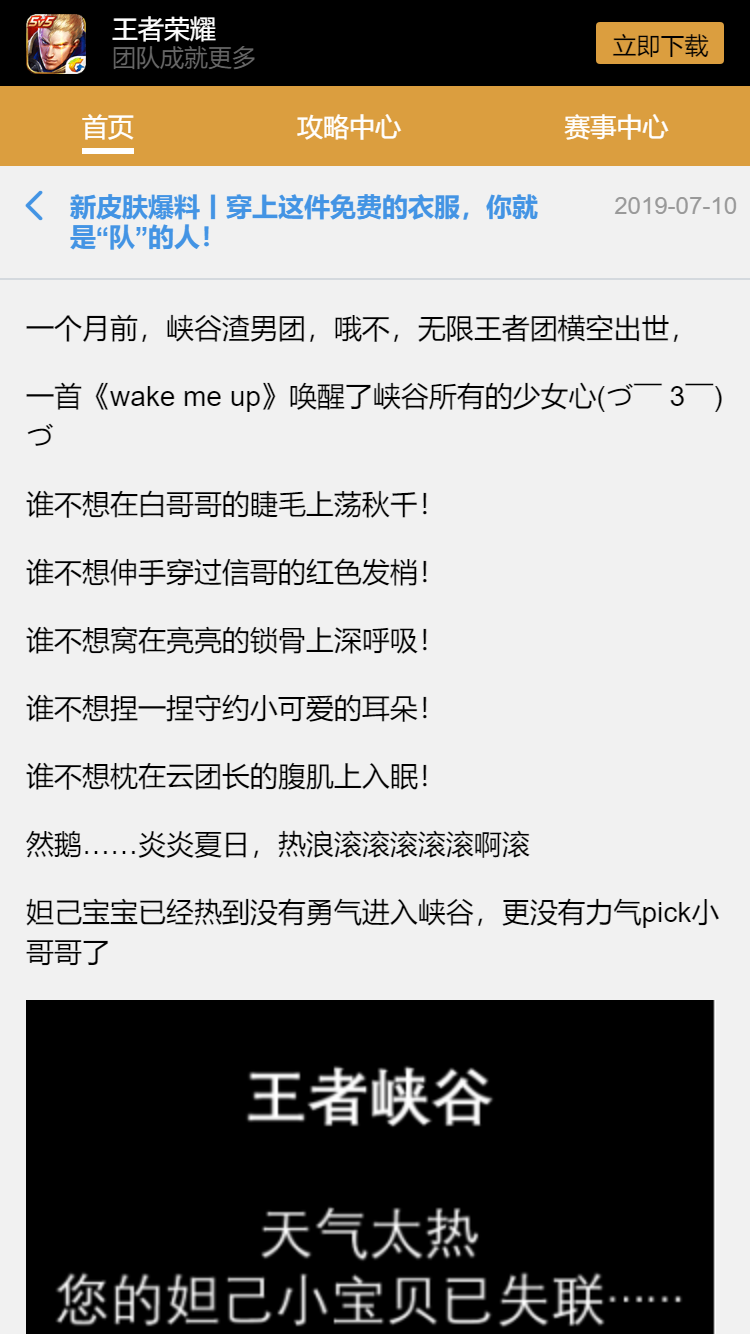 5V5
王者荣耀
团队成就更多
立即下载
首页
攻略中心
赛事中心
新皮肤爆料丨穿上这件免费的衣服，你就
是“队”的人！
2019-07-10
一个月前，峡谷渣男团，哦不，无限王者团横空出世，
一首《wake me up》唤醒了峡谷所有的少女心(づ￣ 3￣)
づ
谁不想在白哥哥的睫毛上荡秋千！
谁不想伸手穿过信哥的红色发梢！
谁不想窝在亮亮的锁骨上深呼吸！
谁不想捏一捏守约小可爱的耳朵！
谁不想枕在云团长的腹肌上入眠！
然鹅……炎炎夏日，热浪滚滚滚滚滚啊滚
妲己宝宝已经热到没有勇气进入峡谷，更没有力气pick小
哥哥了
王者峡谷
天气太热
您的妲己小宝贝已失联……